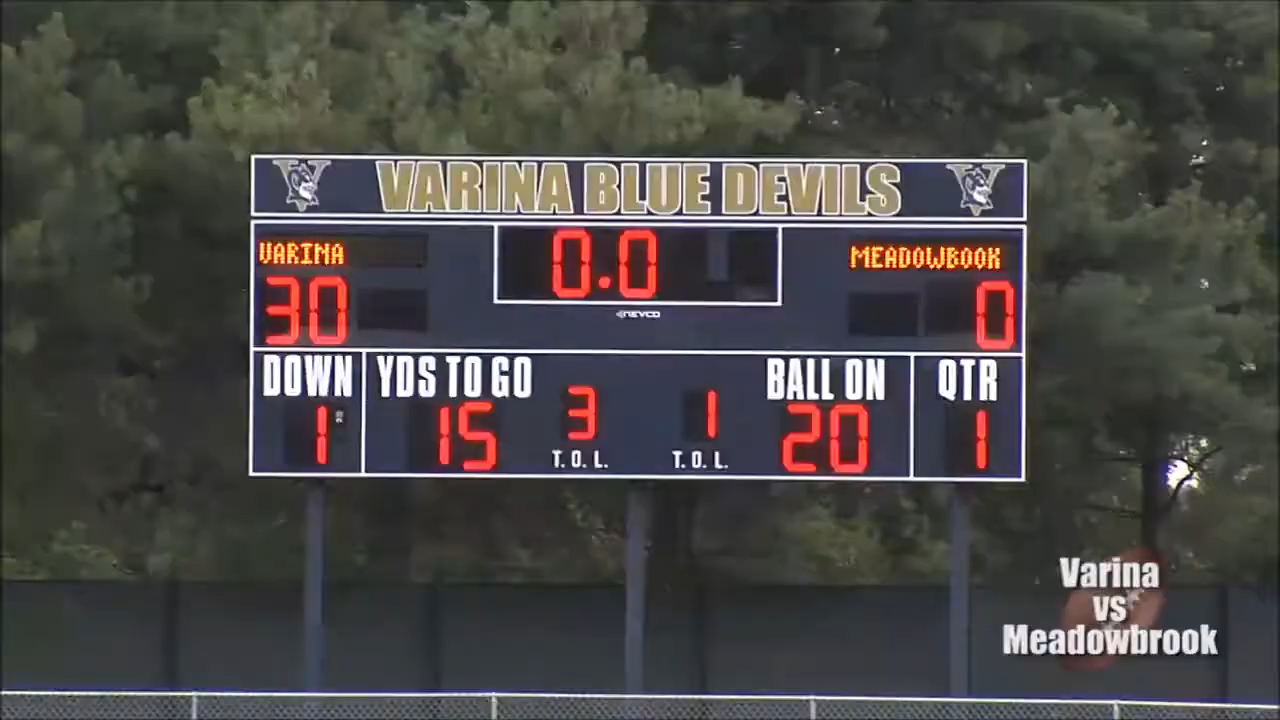 V VARINA BLUE DEVILS V
VARINA 0.0 MEADOWBOOK
30 NEVCO 0
DOWN YDS TO GO 3 1 BALL ON QTR
1 15 T. O. L. T. O. L. 20 1
Varina
vs
Meadowbrook